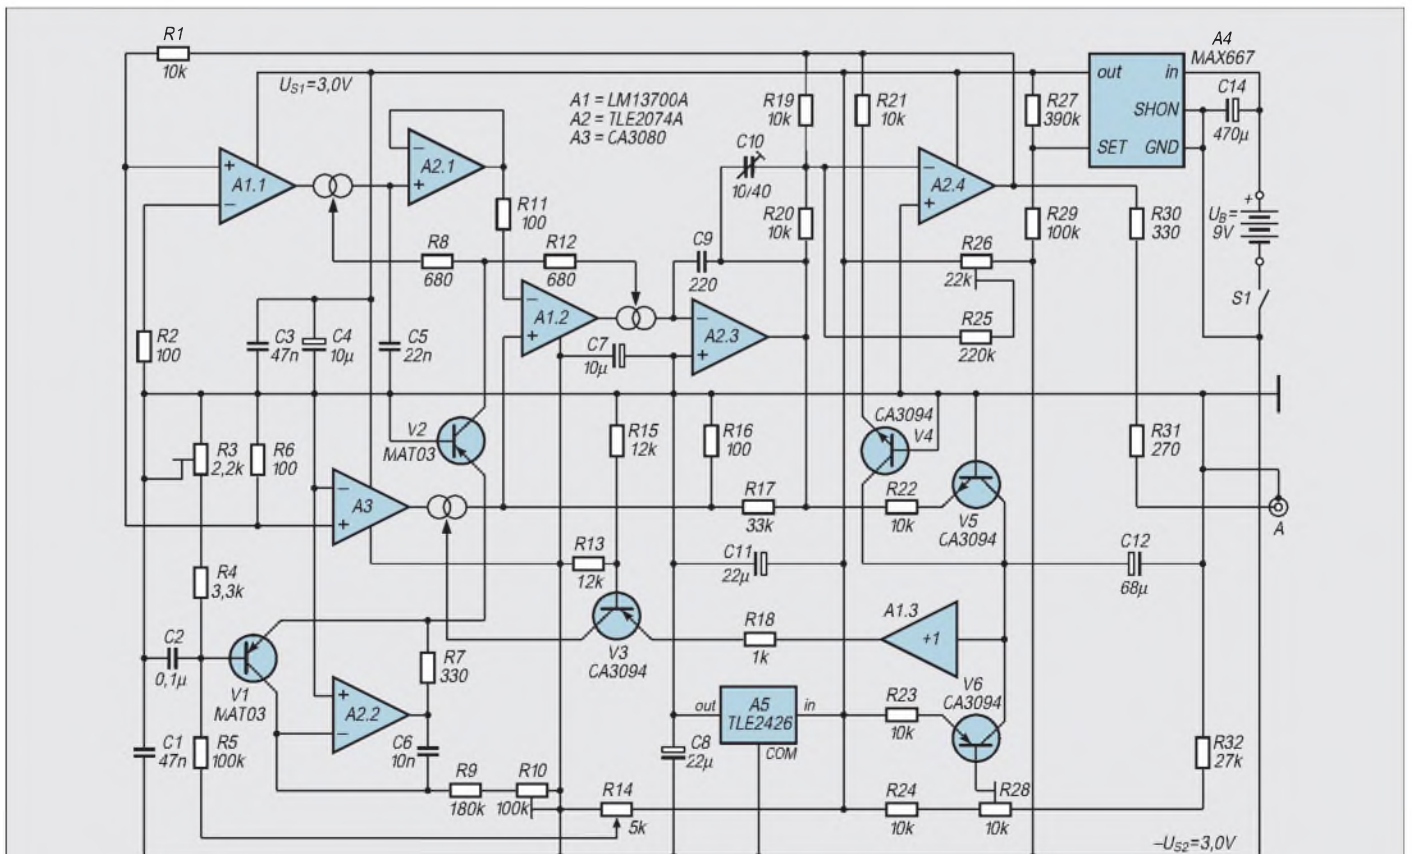 R1
10k
A4
MAX667
US1=3,0V
out
in
C14
A1 = LM13700A
A2 = TLE2074A
A3 = CA3080
R19
10k
R21
10k
R27
390k
SHON
470µ
C10
10/40
SET
GND
+
A1.1
−
−
A2.1
+
−
A2.4
+
R11
100
R20
10k
R29
100k
R30
330
+
UB=
9V
R8
680
R12
680
C9
220
R26
22k
S1
−
A1.2
+
−
A2.3
+
R2
100
C3
47n
C4
10µ
C5
22n
C7
10µ
R25
220k
V2
MAT03
CA3094
V4
R3
2,2k
R6
100
R15
12k
R16
100
R31
270
−
A3
+
R17
33k
R22
10k
V5
CA3094
A
R13
12k
C11
22µ
C12
68µ
R4
3,3k
V3
CA3094
R18
1k
A1.3
+1
C2
0,1µ
V1
MAT03
R7
330
V6
CA3094
+
A2.2
−
out
A5
TLE2426
in
COM
R23
10k
C1
47n
R5
100k
C6
10n
C8
22µ
R32
27k
R9
180k
R10
100k
R14
5k
R24
10k
R28
10k
−US2=3,0V